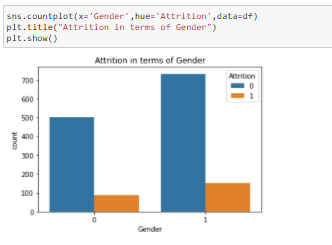 sns.countplot(x='Gender',hue='Attrition',data=df)
plt.title("Attrition in terms of Gender")
plt.show()
Attrition in terms of Gender
Attrition
0
1
700
600
500
400
300
200
100
0
count
0 1
Gender